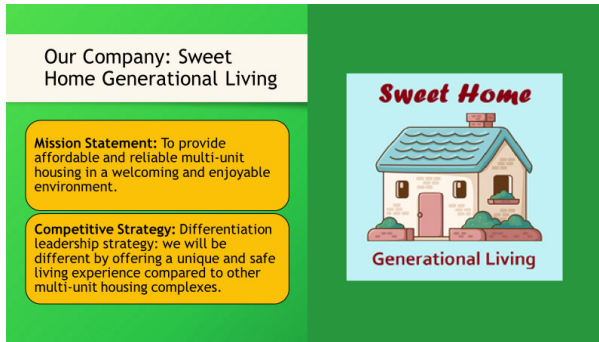 Our Company: Sweet
Home Generational Living
Mission Statement: To provide
affordable and reliable multi-unit
housing in a welcoming and enjoyable
environment.
Competitive Strategy: Differentiation
leadership strategy: we will be
different by offering a unique and safe
living experience compared to other
multi-unit housing complexes.
Sweet Home
Generational Living